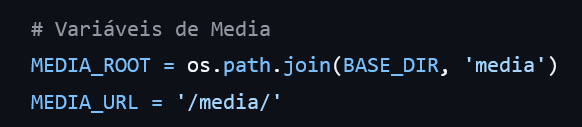 # Variáveis de Media
MEDIA_ROOT = os.path.join(BASE_DIR, 'media')
MEDIA_URL = '/media/'